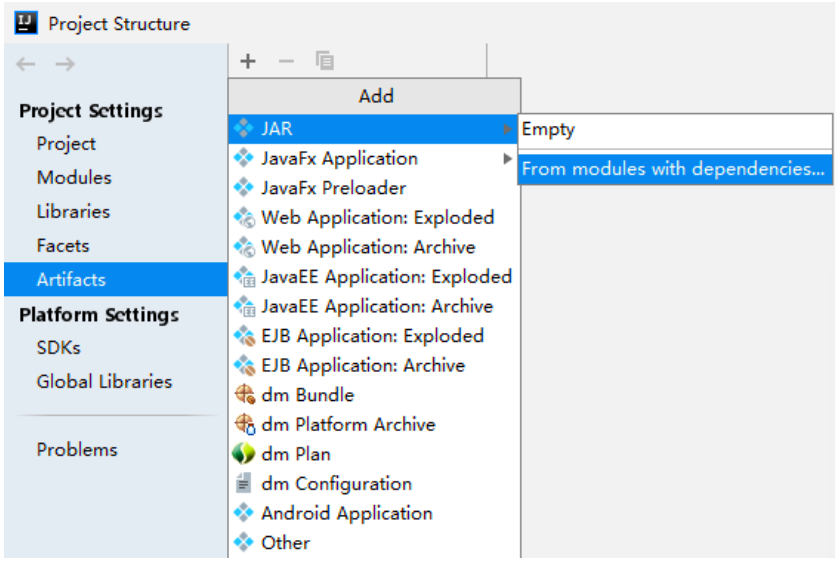 IJ
Project Structure
Project Settings
Project
Modules
Libraries
Facets
Artifacts
Platform Settings
SDKs
Global Libraries
Problems
Add
JAR
JavaFx Application
JavaFx Preloader
Web Application: Exploded
Web Application: Archive
JavaEE Application: Exploded
JavaEE Application: Archive
EJB Application: Exploded
EJB Application: Archive
dm Bundle
dm Platform Archive
dm Plan
dm Configuration
Android Application
Other
Empty
From modules with dependencies...